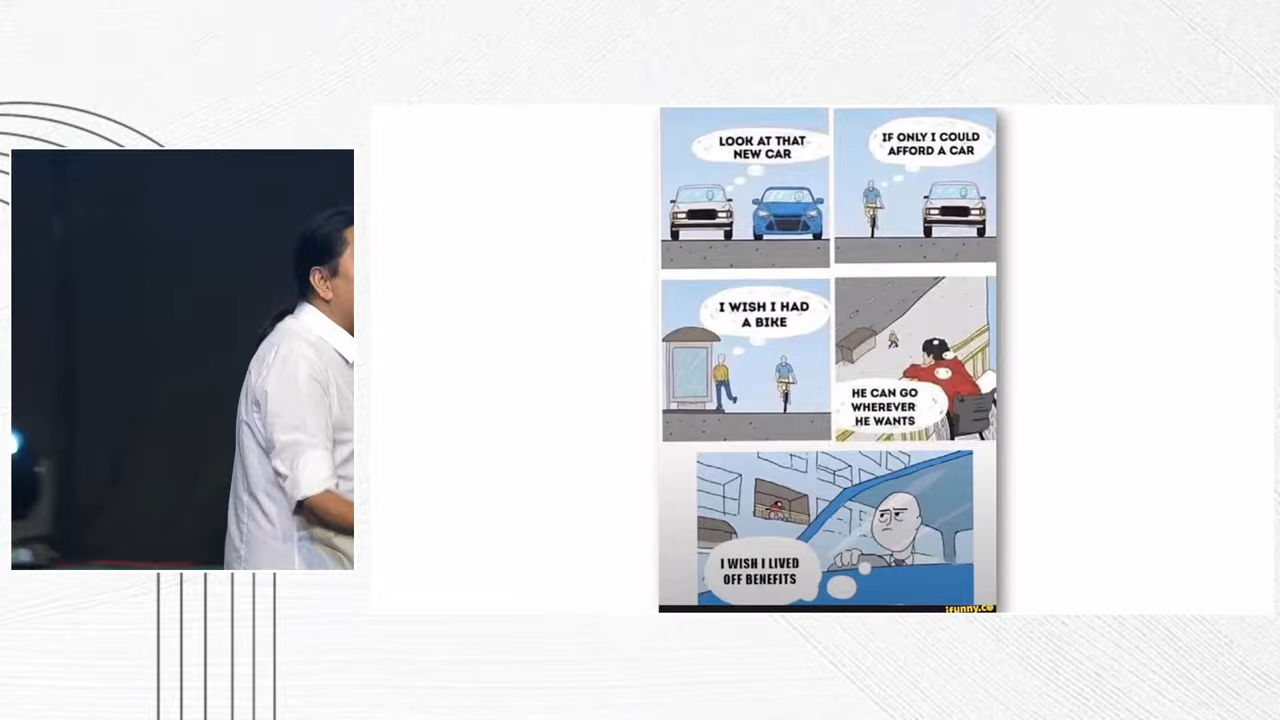 LOOK AT THAT
NEW CAR
IF ONLY I COULD
AFFORD A CAR
I WISH I HAD
A BIKE
HE CAN GO
WHEREVER
HE WANTS
I WISH I LIVED
OFF BENEFITS
ifunny.co